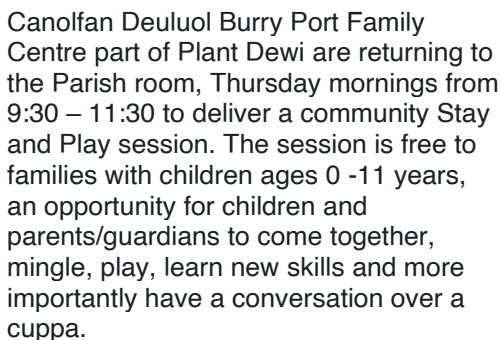 Canolfan Deuluol Burry Port Family
Centre part of Plant Dewi are returning to
the Parish room, Thursday mornings from
9:30 – 11:30 to deliver a community Stay
and Play session. The session is free to
families with children ages 0 -11 years,
an opportunity for children and
parents/guardians to come together,
mingle, play, learn new skills and more
importantly have a conversation over a
cuppa.